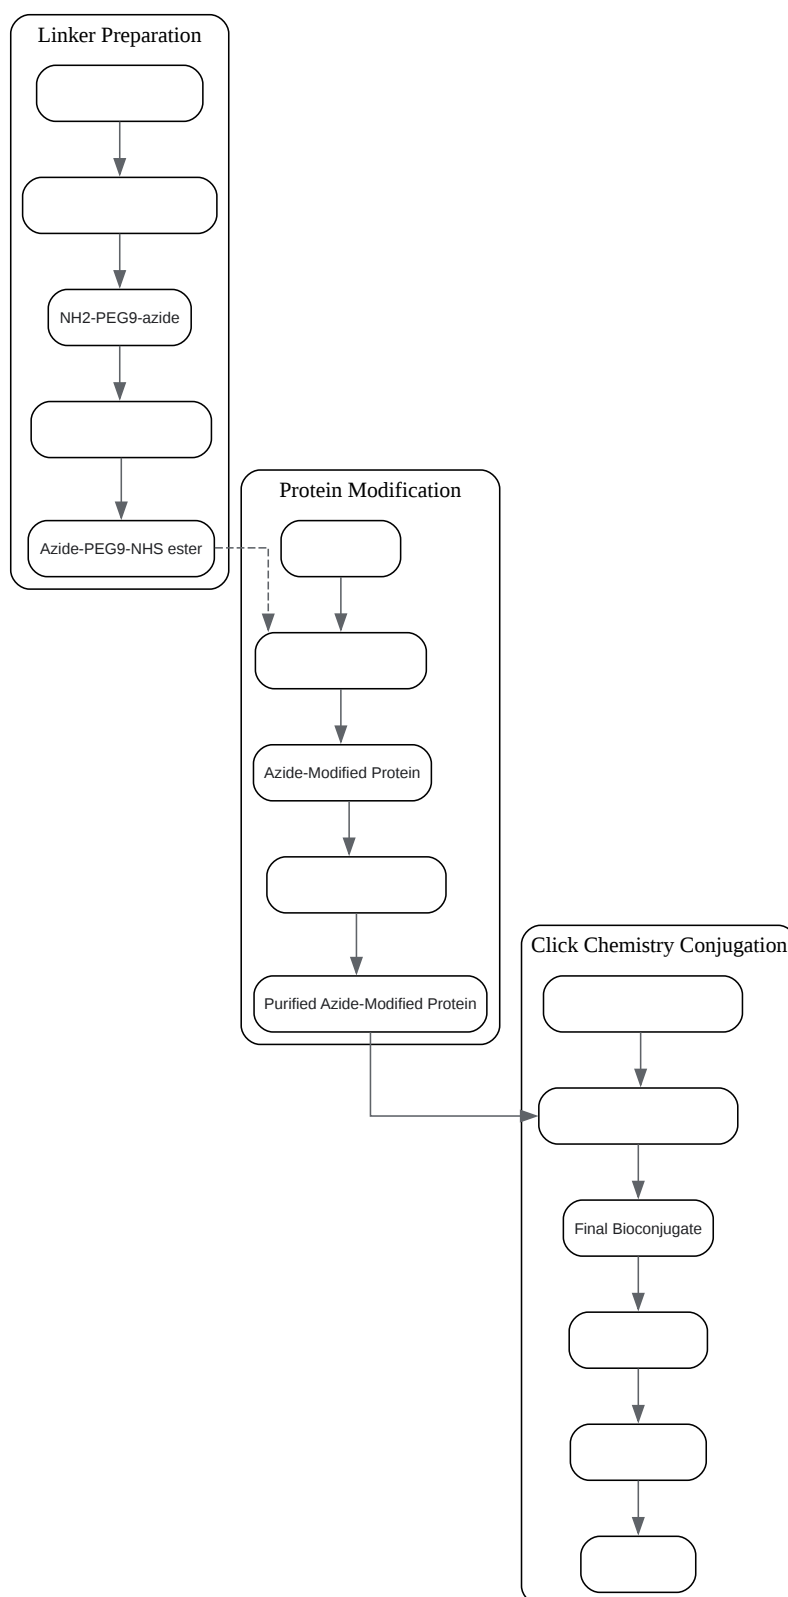 Linker Preparation
NH2-PEG9-azide
Azide-PEG9-NHS ester
Protein Modification
Azide-Modified Protein
Purified Azide-Modified Protein
Click Chemistry Conjugation
Final Bioconjugate